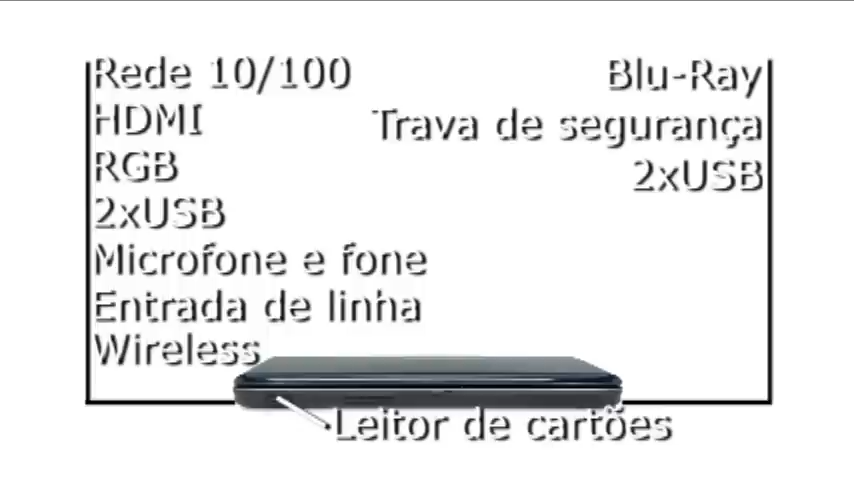 Rede 10/100
HDMI
RGB
2xUSB
Microfone e fone
Entrada de linha
Wireless
Blu-Ray
Trava de segurança
2xUSB
Leitor de cartões